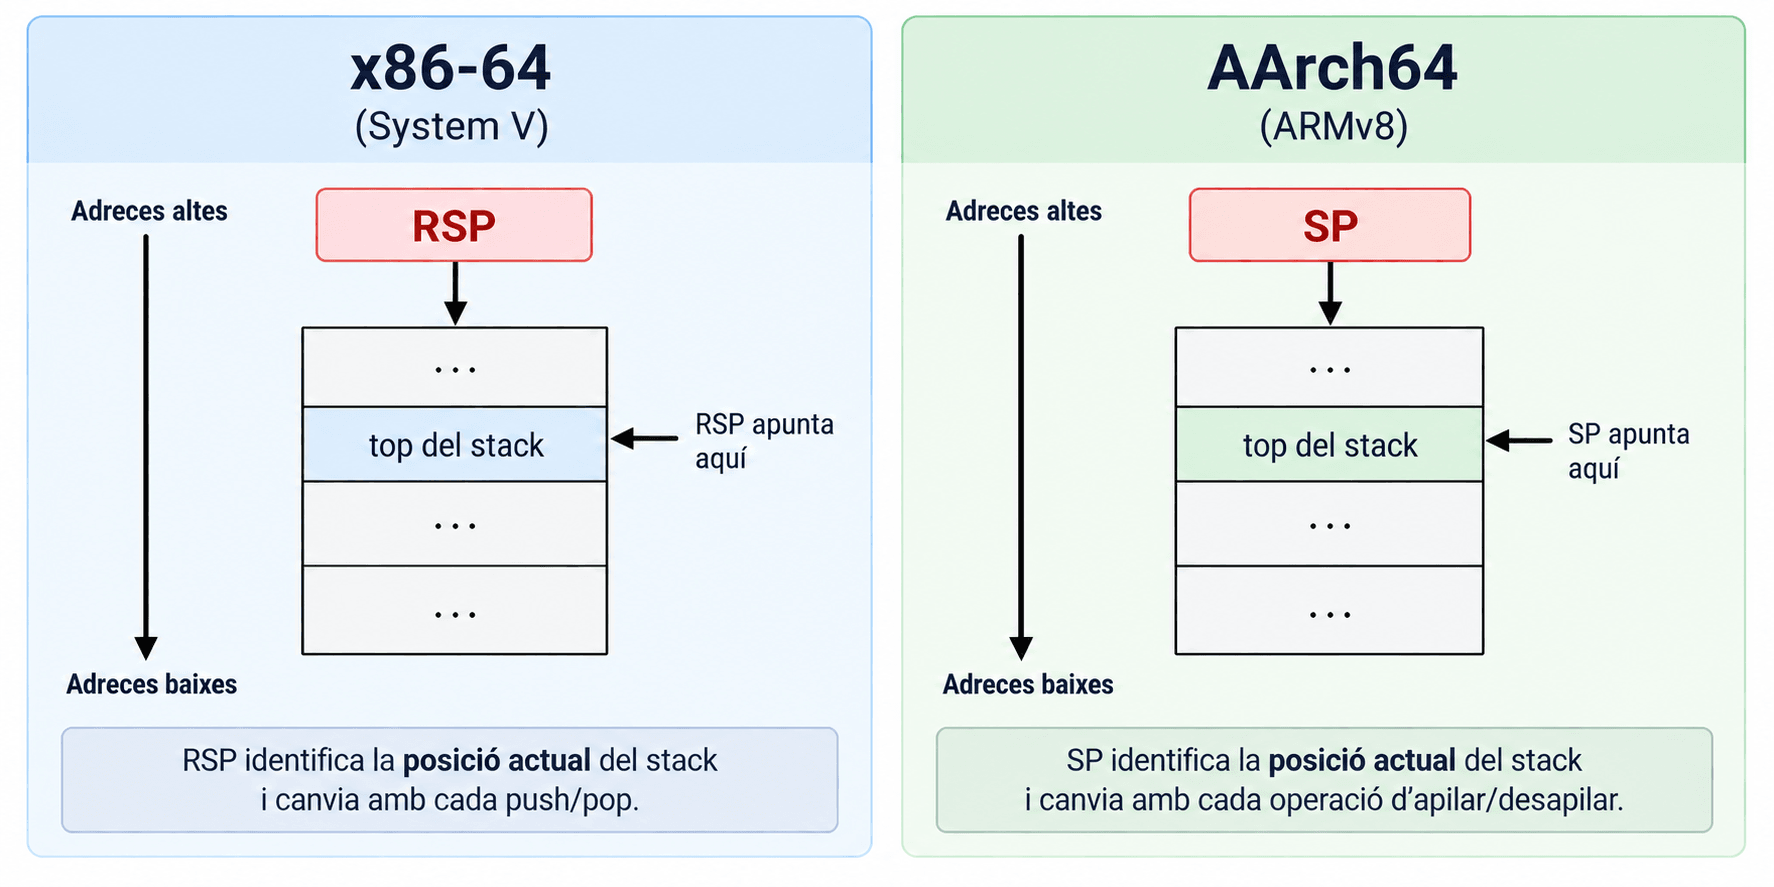 x86-64
(System V)
Adreces altes
RSP
...
top del stack
RSP apunta
aquí
...
...
Adreces baixes
RSP identifica la posició actual del stack
i canvia amb cada push/pop.
AArch64
(ARMv8)
Adreces altes
SP
...
top del stack
SP apunta
aquí
...
...
Adreces baixes
SP identifica la posició actual del stack
i canvia amb cada operació d’apilar/desapilar.